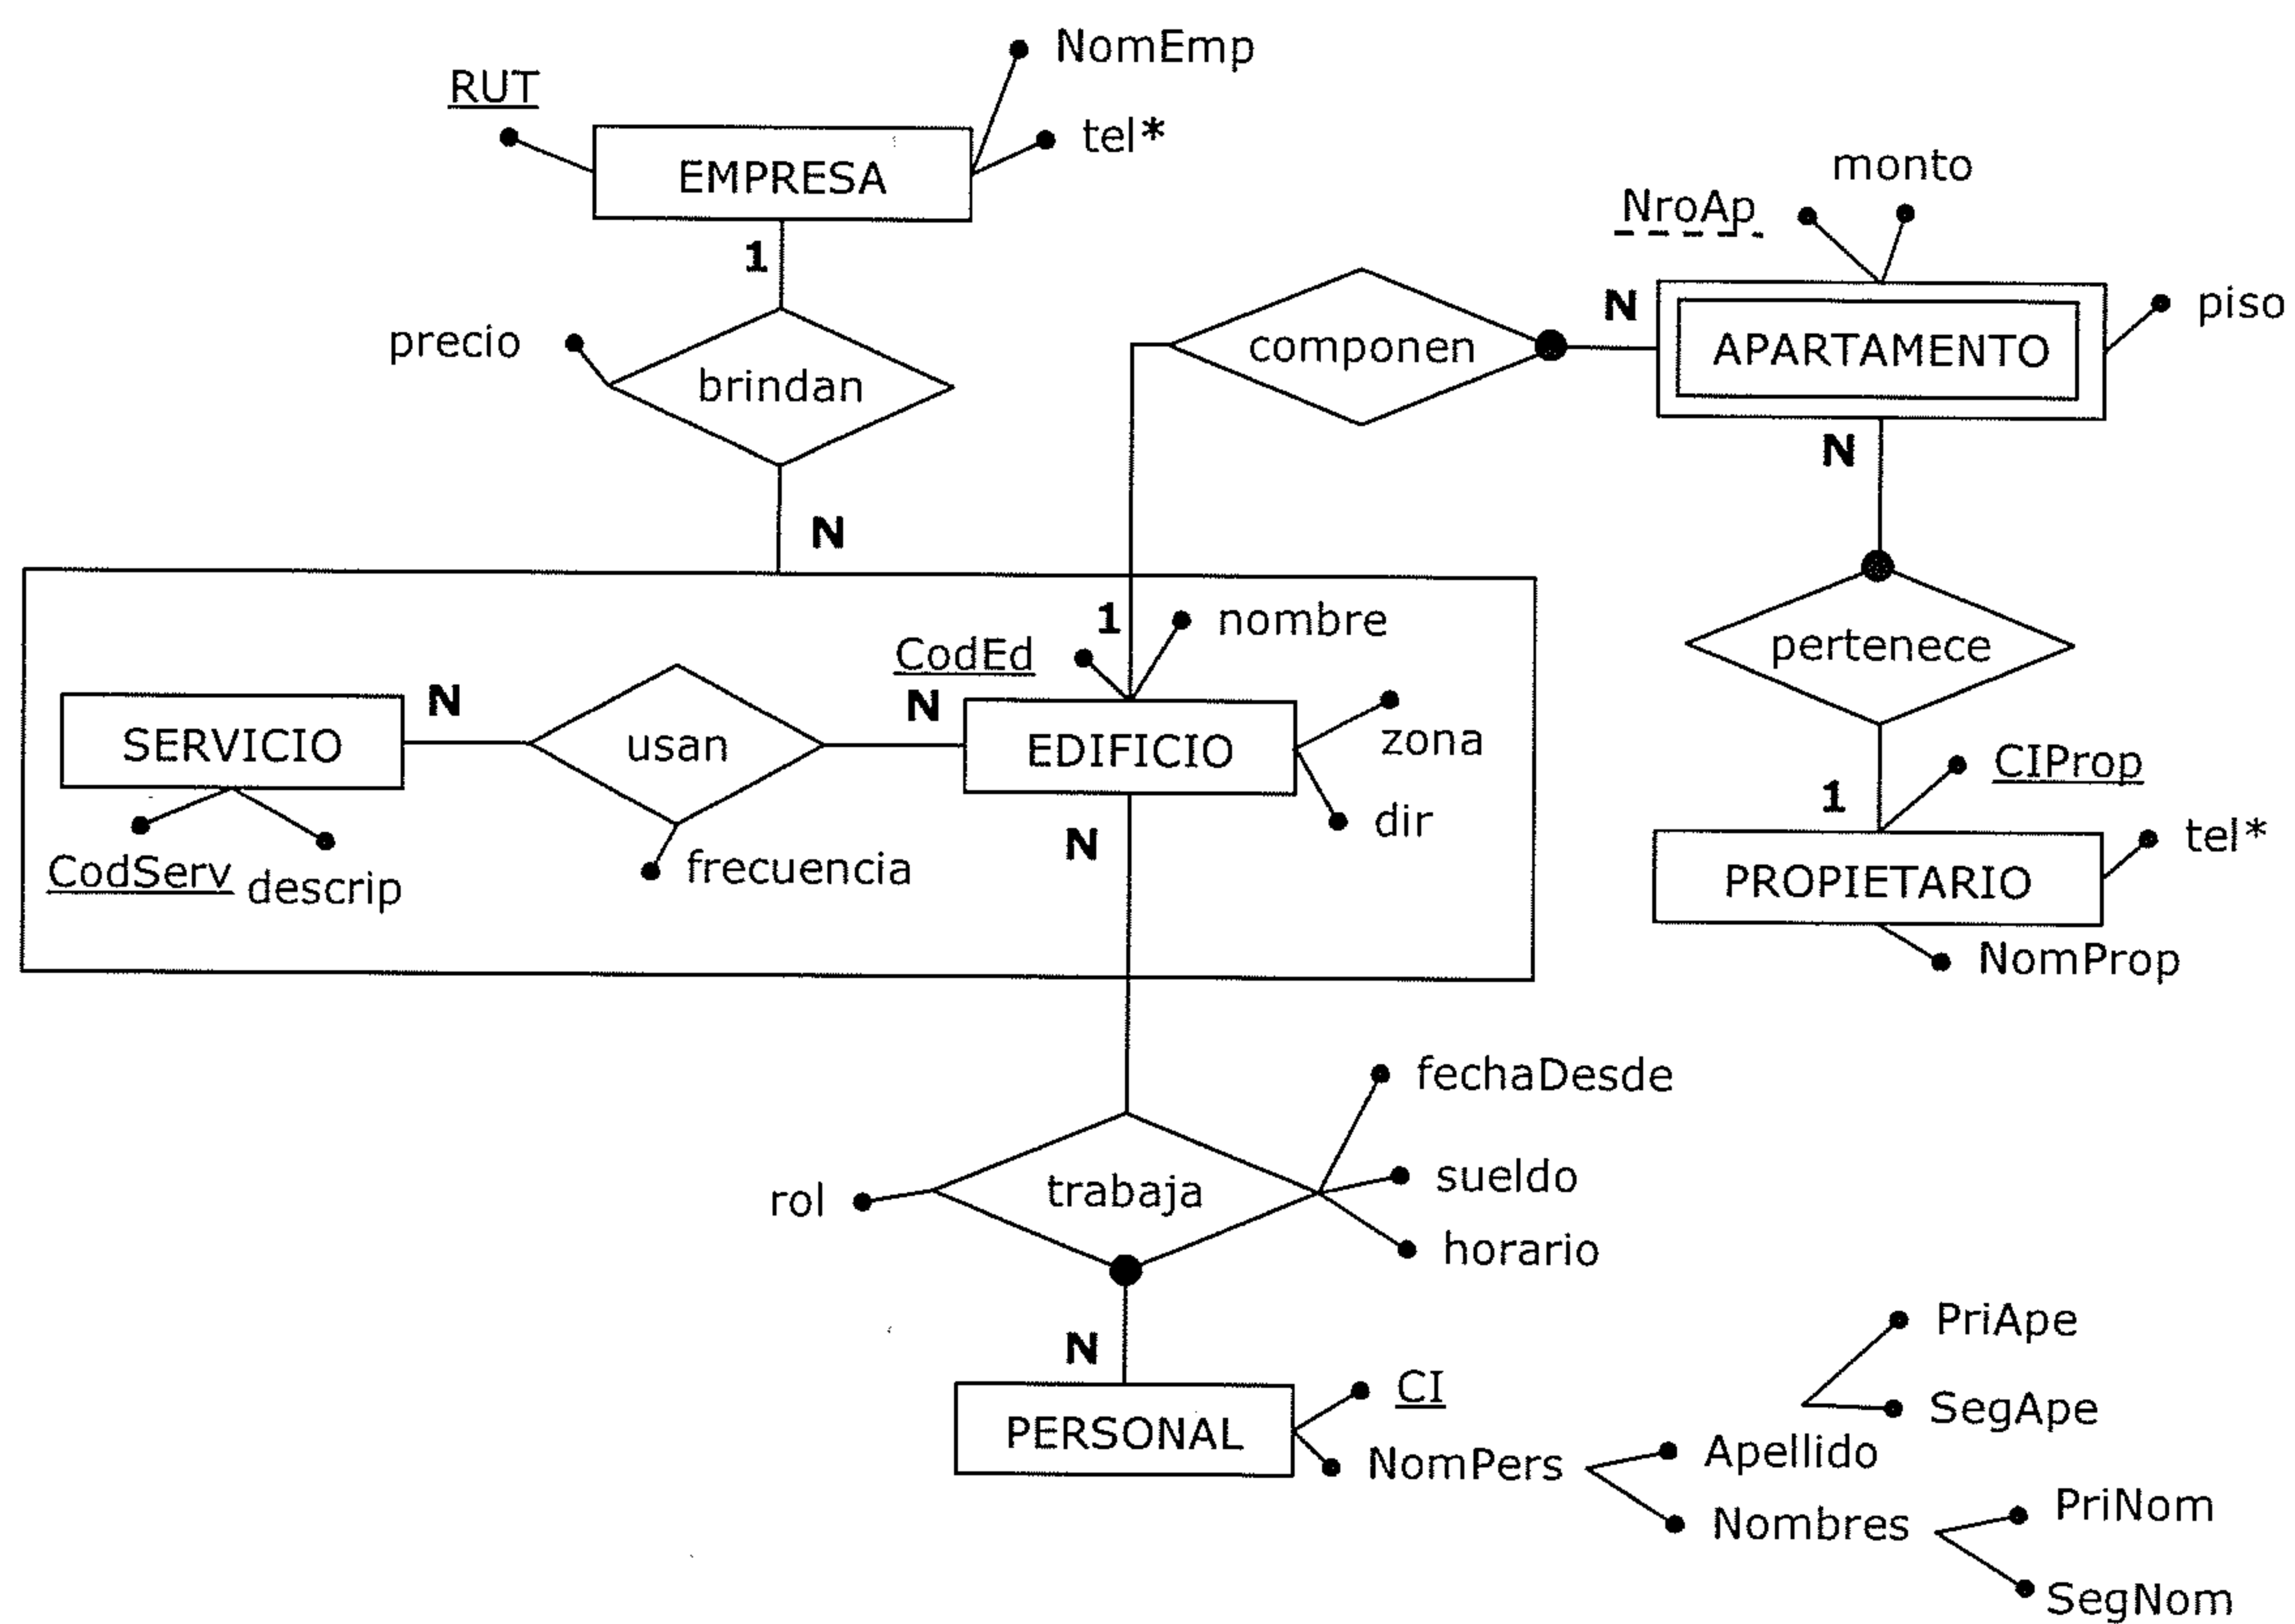 NomEmp
RUT
tel*
EMPRESA
monto
NroAp
1
N
piso
precio
componen
APARTAMENTO
brindan
N
N
1
nombre
CodEd
pertenece
N
N
SERVICIO
usan
EDIFICIO
zona
CIProp
1
dir
tel*
N
CodServ
descrip
frecuencia
PROPIETARIO
NomProp
fechaDesde
rol
trabaja
sueldo
horario
PriApe
N
CI
SegApe
PERSONAL
NomPers
Apellido
Nombres
PriNom
SegNom